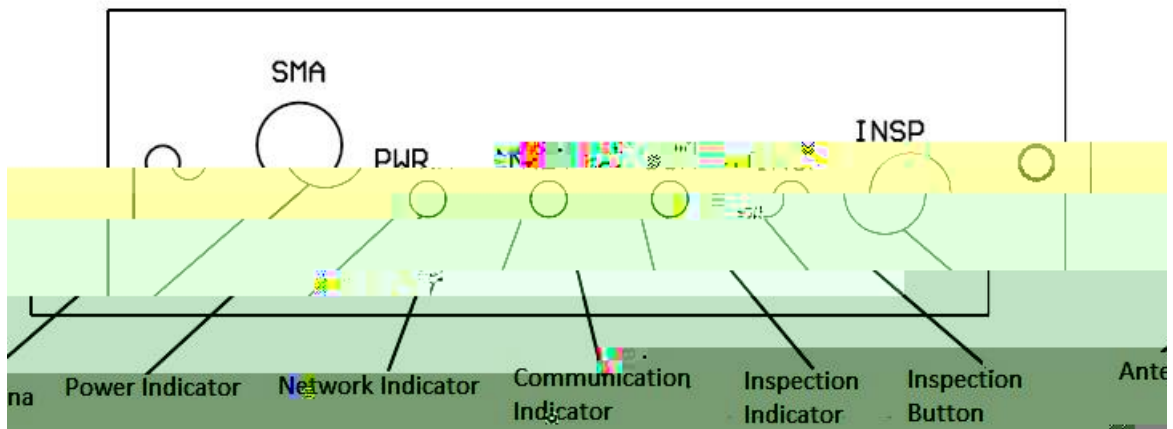 SMA
INSP
PWR
na
Power Indicator
Network Indicator
Communication
Indicator
Inspection
Indicator
Inspection
Button
Ante